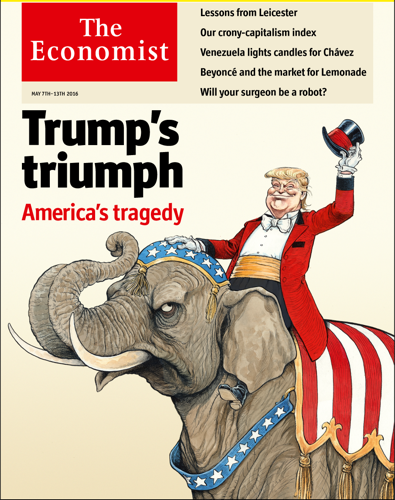 The
Economist
MAY 7TH–13TH 2016
Lessons from Leicester
Our crony-capitalism index
Venezuela lights candles for Chávez
Beyoncé and the market for Lemonade
Will your surgeon be a robot?
Trump's
triumph
America's tragedy